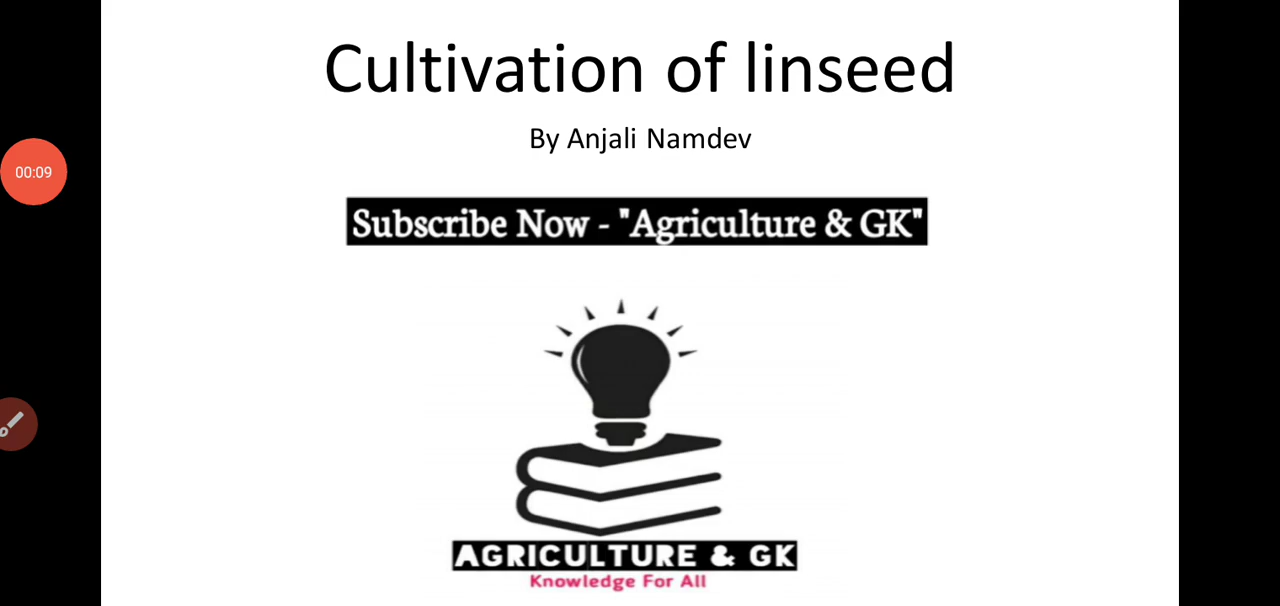 Cultivation of linseed
By Anjali Namdev
00:09
Subscribe Now - "Agriculture & GK"
AGRICULTURE & GK
Knowledge For All